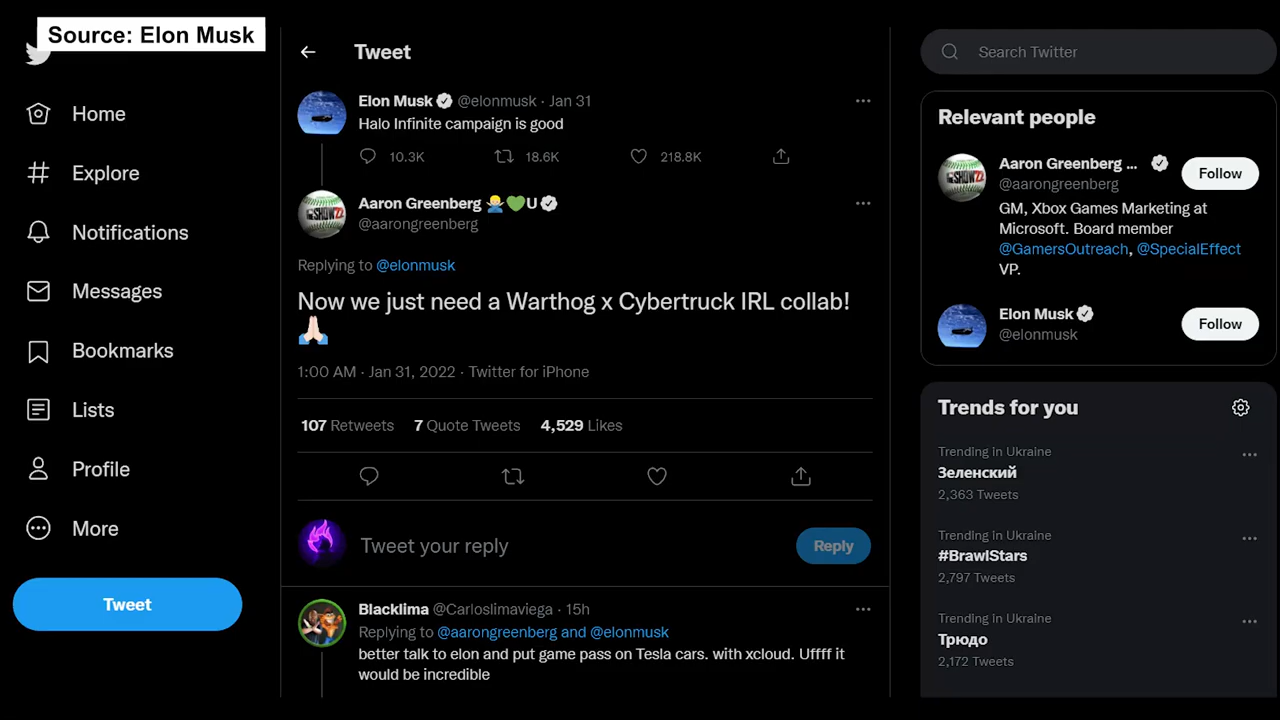 Source: Elon Musk
Home
Explore
Notifications
Messages
Bookmarks
Lists
Profile
More
Tweet
Tweet
Elon Musk @elonmusk · Jan 31
Halo Infinite campaign is good
10.3K 18.6K 218.8K
Aaron Greenberg 🙅🏼‍♂️💚U
@aarongreenberg
Replying to @elonmusk
Now we just need a Warthog x Cybertruck IRL collab!
🙏🏻
1:00 AM · Jan 31, 2022 · Twitter for iPhone
107 Retweets 7 Quote Tweets 4,529 Likes
Tweet your reply
Reply
Blacklima @Carloslimaviega · 15h
Replying to @aarongreenberg and @elonmusk
better talk to elon and put game pass on Tesla cars. with xcloud. Uffff it
would be incredible
Search Twitter
Relevant people
Aaron Greenberg ...
@aarongreenberg
Follow
GM, Xbox Games Marketing at
Microsoft. Board member
@GamersOutreach, @SpecialEffect
VP.
Elon Musk
@elonmusk
Follow
Trends for you
Trending in Ukraine
Зеленский
2,363 Tweets
Trending in Ukraine
#BrawlStars
2,797 Tweets
Trending in Ukraine
Трюдо
2,172 Tweets